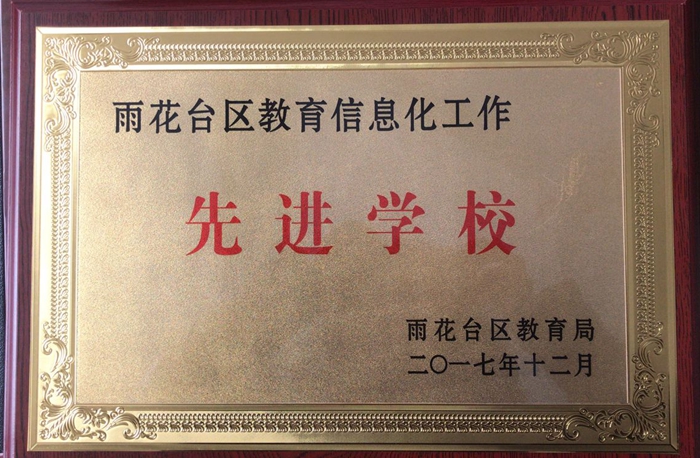 雨花台区教育信息化工作
先进学校
雨花台区教育局
二〇一七年十二月